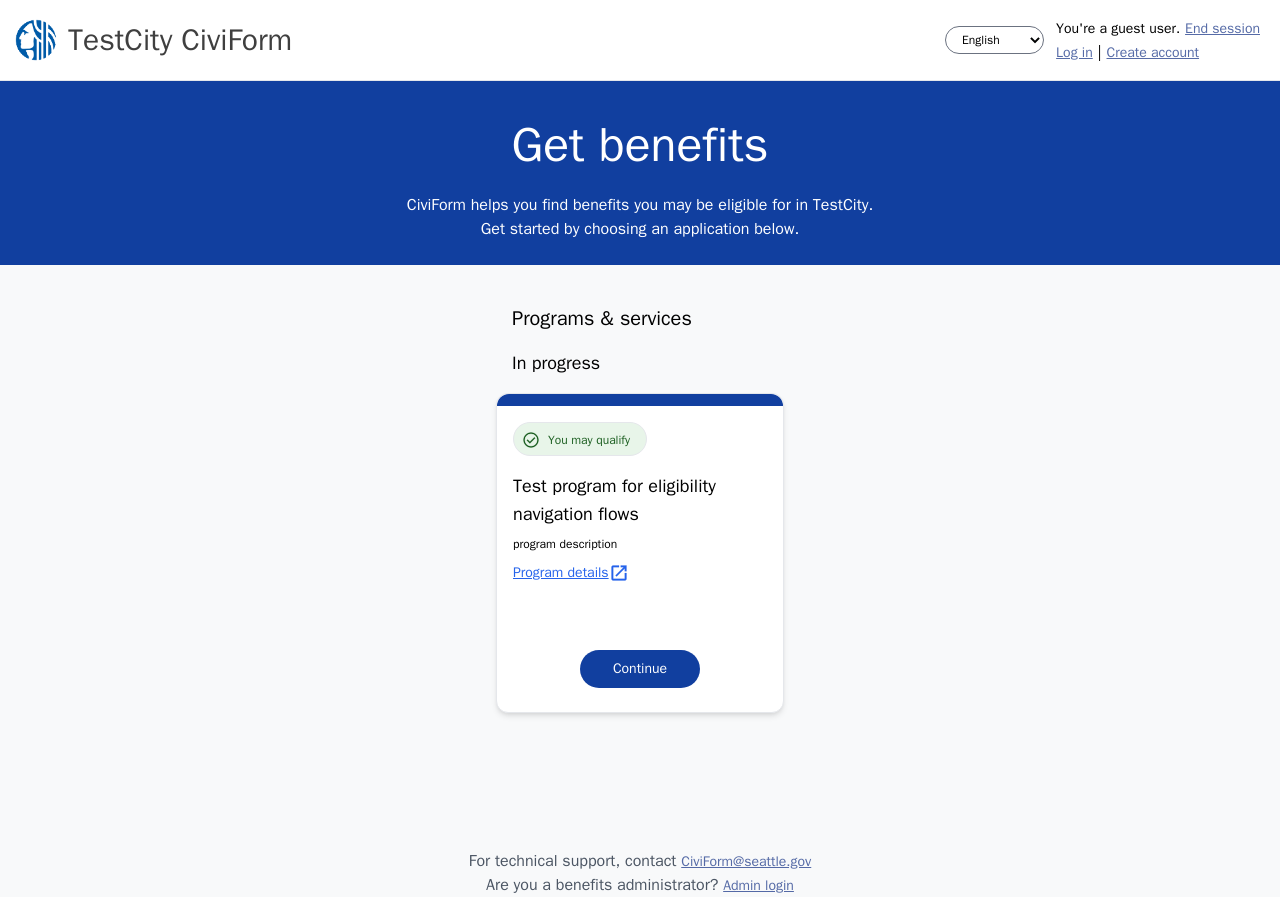 TestCity CiviForm
English
You're a guest user. End session
Log in | Create account
Get benefits
CiviForm helps you find benefits you may be eligible for in TestCity.
Get started by choosing an application below.
Programs & services
In progress
You may qualify
Test program for eligibility
navigation flows
program description
Program details
Continue
For technical support, contact CiviForm@seattle.gov
Are you a benefits administrator? Admin login